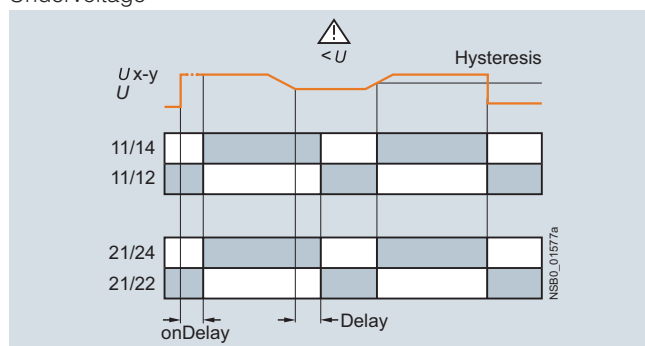 Undervoltage
< U
Hysteresis
U x-y
U
11/14
11/12
21/24
21/22
onDelay
Delay
NSB0_01577a